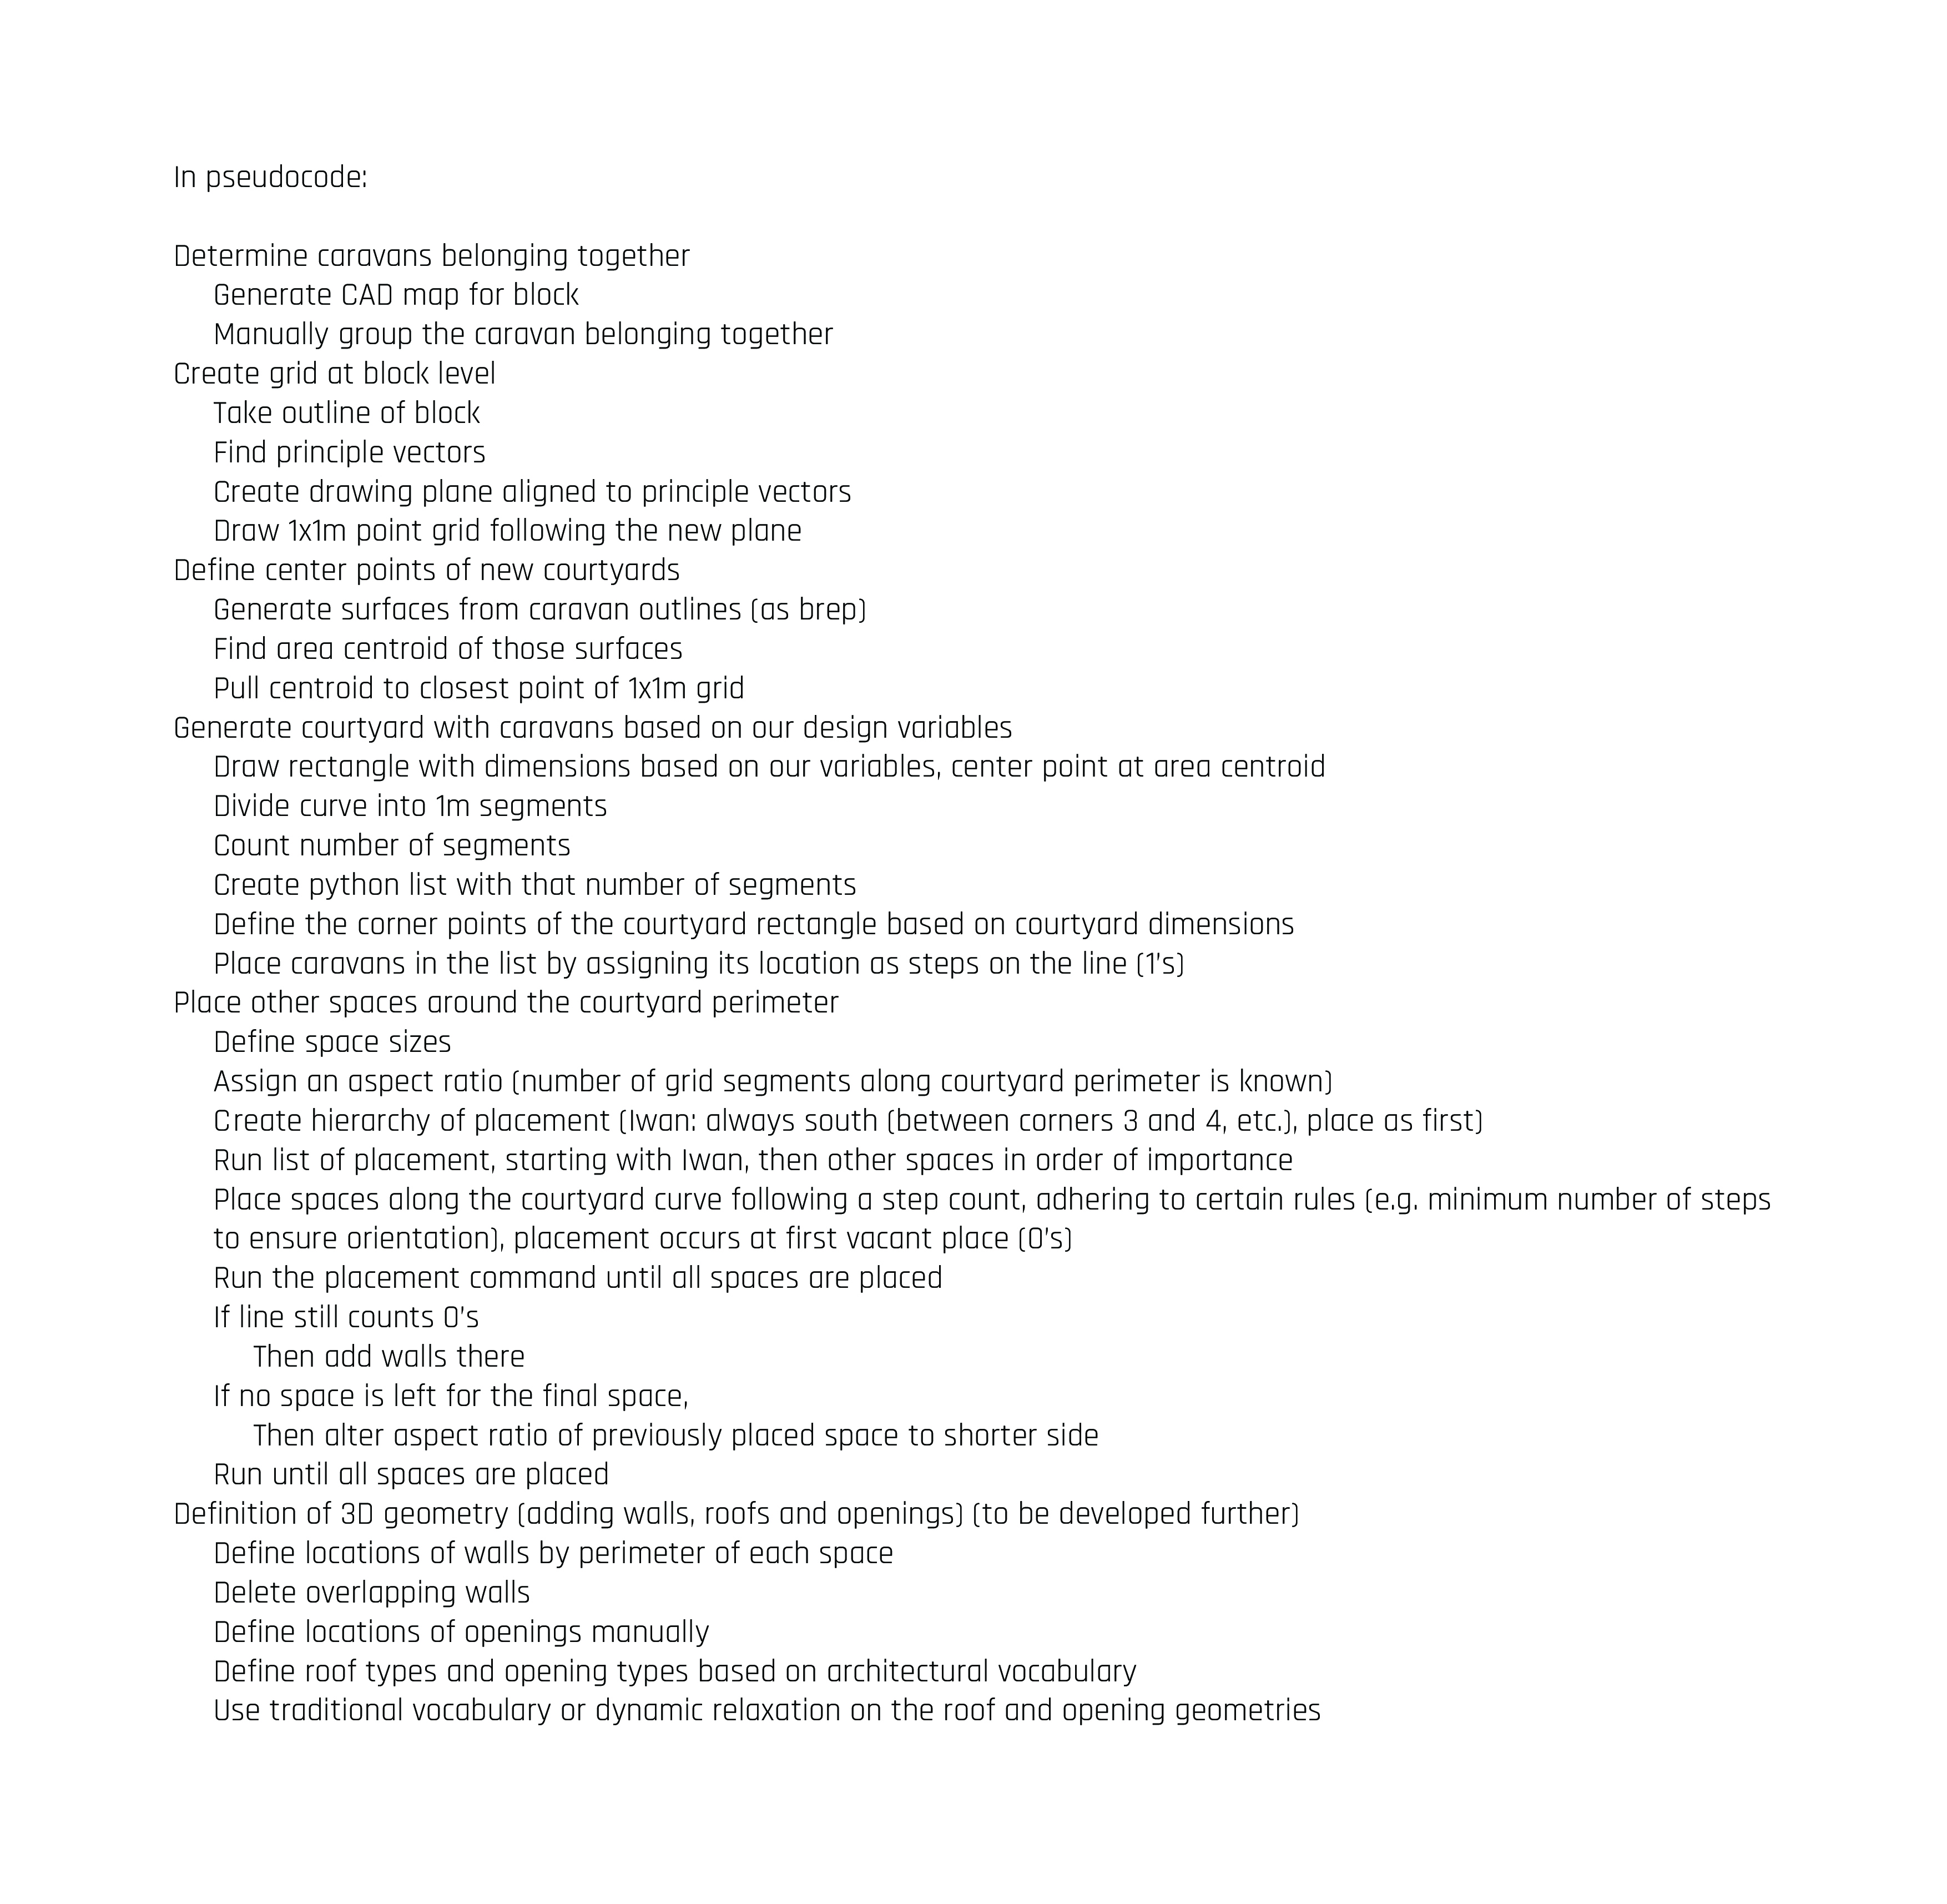 In pseudocode:
Determine caravans belonging together
Generate CAD map for block
Manually group the caravan belonging together
Create grid at block level
Take outline of block
Find principle vectors
Create drawing plane aligned to principle vectors
Draw 1x1m point grid following the new plane
Define center points of new courtyards
Generate surfaces from caravan outlines (as brep)
Find area centroid of those surfaces
Pull centroid to closest point of 1x1m grid
Generate courtyard with caravans based on our design variables
Draw rectangle with dimensions based on our variables, center point at area centroid
Divide curve into 1m segments
Count number of segments
Create python list with that number of segments
Define the corner points of the courtyard rectangle based on courtyard dimensions
Place caravans in the list by assigning its location as steps on the line (1's)
Place other spaces around the courtyard perimeter
Define space sizes
Assign an aspect ratio (number of grid segments along courtyard perimeter is known)
Create hierarchy of placement (Iwan: always south (between corners 3 and 4, etc.), place as first)
Run list of placement, starting with Iwan, then other spaces in order of importance
Place spaces along the courtyard curve following a step count, adhering to certain rules (e.g. minimum number of steps
to ensure orientation), placement occurs at first vacant place (0's)
Run the placement command until all spaces are placed
If line still counts 0's
Then add walls there
If no space is left for the final space,
Then alter aspect ratio of previously placed space to shorter side
Run until all spaces are placed
Definition of 3D geometry (adding walls, roofs and openings) (to be developed further)
Define locations of walls by perimeter of each space
Delete overlapping walls
Define locations of openings manually
Define roof types and opening types based on architectural vocabulary
Use traditional vocabulary or dynamic relaxation on the roof and opening geometries